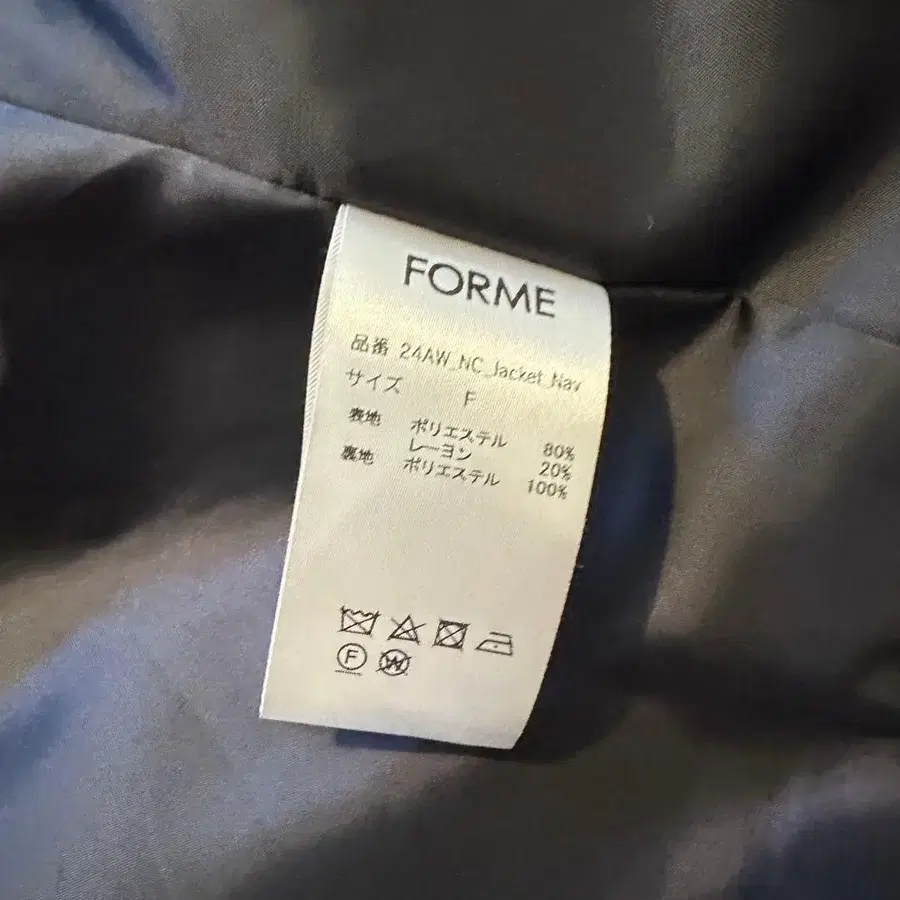 FORME
品番 24AW_NC_Jacket_Nav
サイズ F
表地 ポリエステル 80%
レーヨン 20%
裏地 ポリエステル 100%
F W